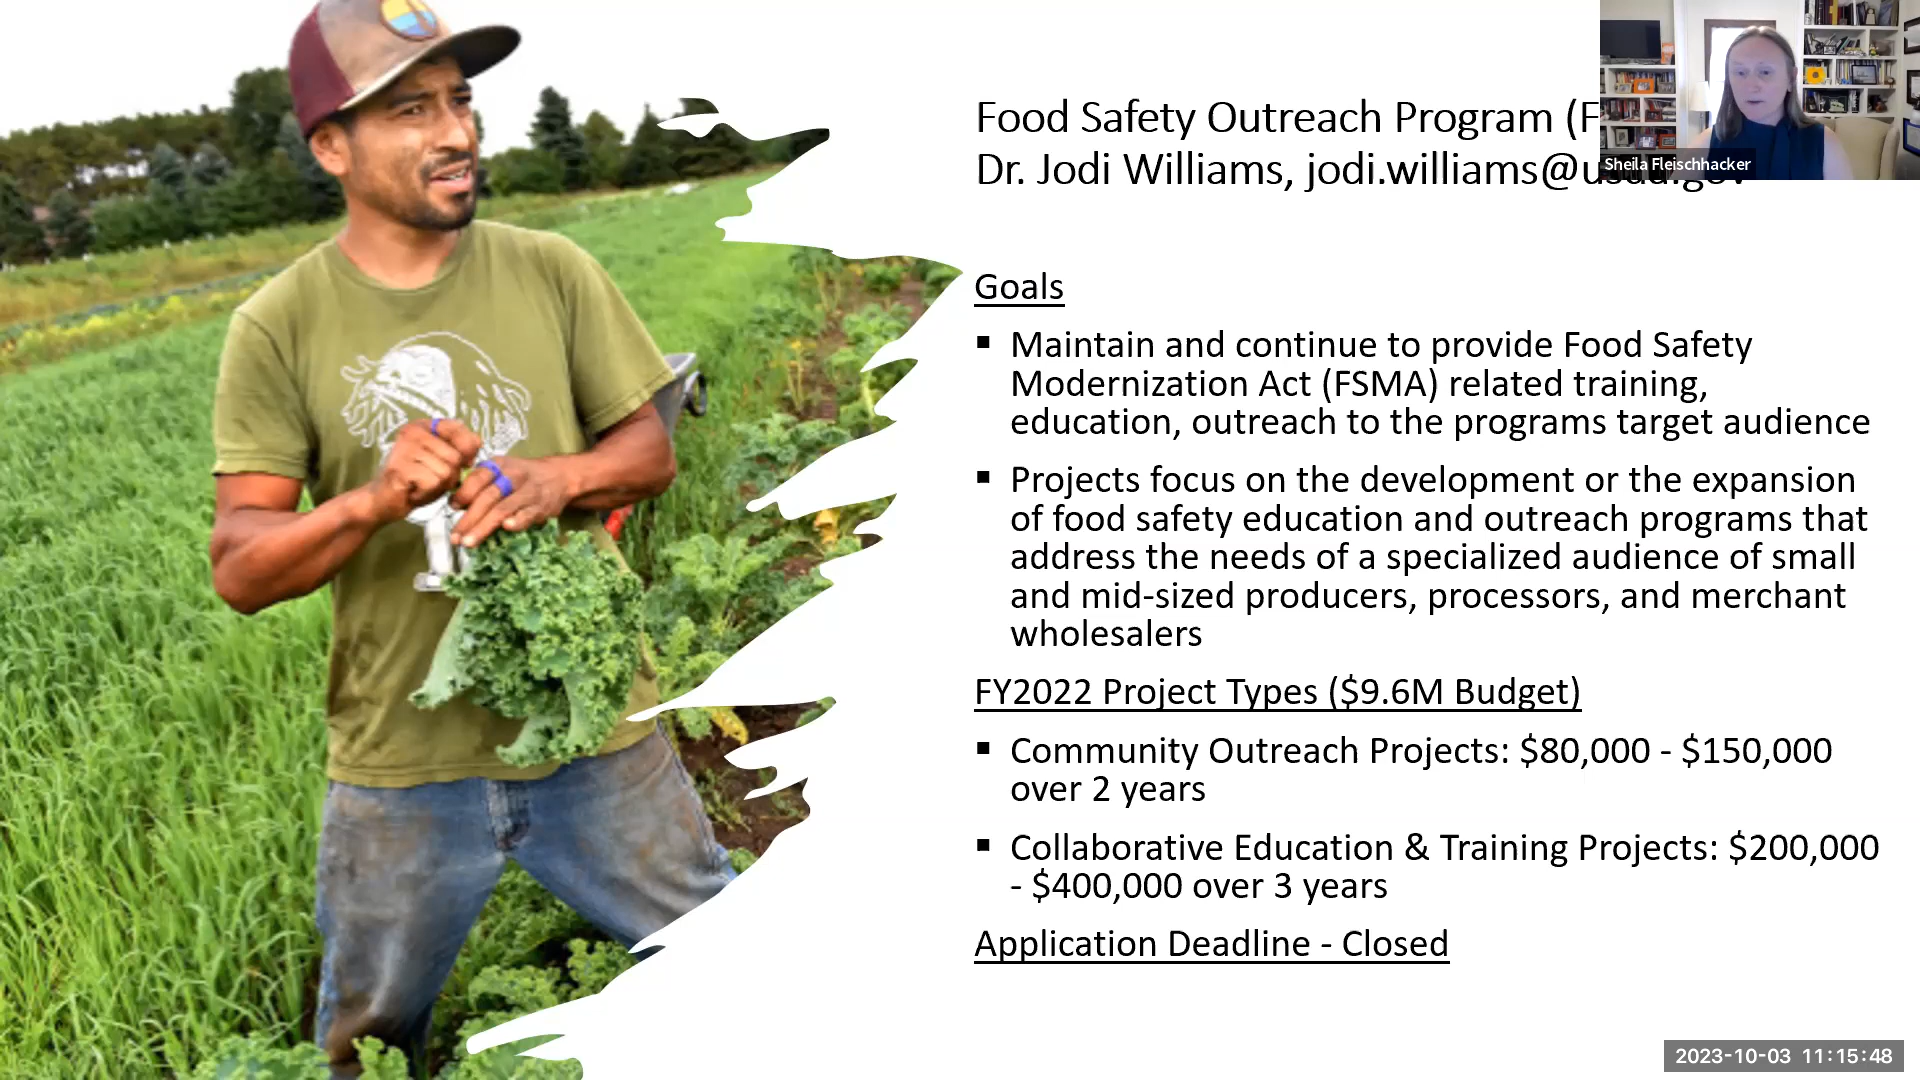 Food Safety Outreach Program (F
Dr. Jodi Williams, jodi.williams@usda.gov
Sheila Fleischhacker
Goals
▪ Maintain and continue to provide Food Safety
Modernization Act (FSMA) related training,
education, outreach to the programs target audience
▪ Projects focus on the development or the expansion
of food safety education and outreach programs that
address the needs of a specialized audience of small
and mid-sized producers, processors, and merchant
wholesalers
FY2022 Project Types ($9.6M Budget)
▪ Community Outreach Projects: $80,000 - $150,000
over 2 years
▪ Collaborative Education & Training Projects: $200,000
- $400,000 over 3 years
Application Deadline - Closed
2023-10-03 11:15:48